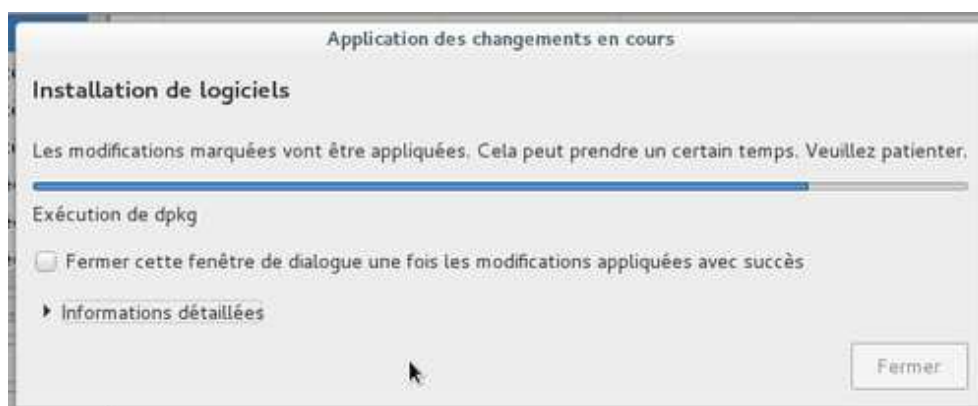 Application des changements en cours
Installation de logiciels
Les modifications marquées vont être appliquées. Cela peut prendre un certain temps. Veuillez patienter.
Exécution de dpkg
Fermer cette fenêtre de dialogue une fois les modifications appliquées avec succès
Informations détaillées
Fermer